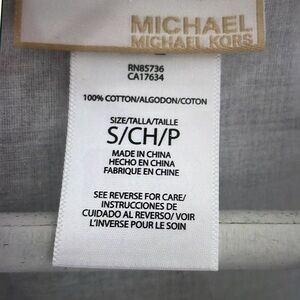 MICHAEL
MICHAEL KORS
RN85736
CA17634
100% COTTON/ALGODON/COTON
SIZE/TALLA/TAILLE
S/CH/P
MADE IN CHINA
HECHO EN CHINA
FABRIQUE EN CHINE
SEE REVERSE FOR CARE/
INSTRUCCIONES DE
CUIDADO AL REVERSO/ VOIR
L'INVERSE POUR LE SOIN